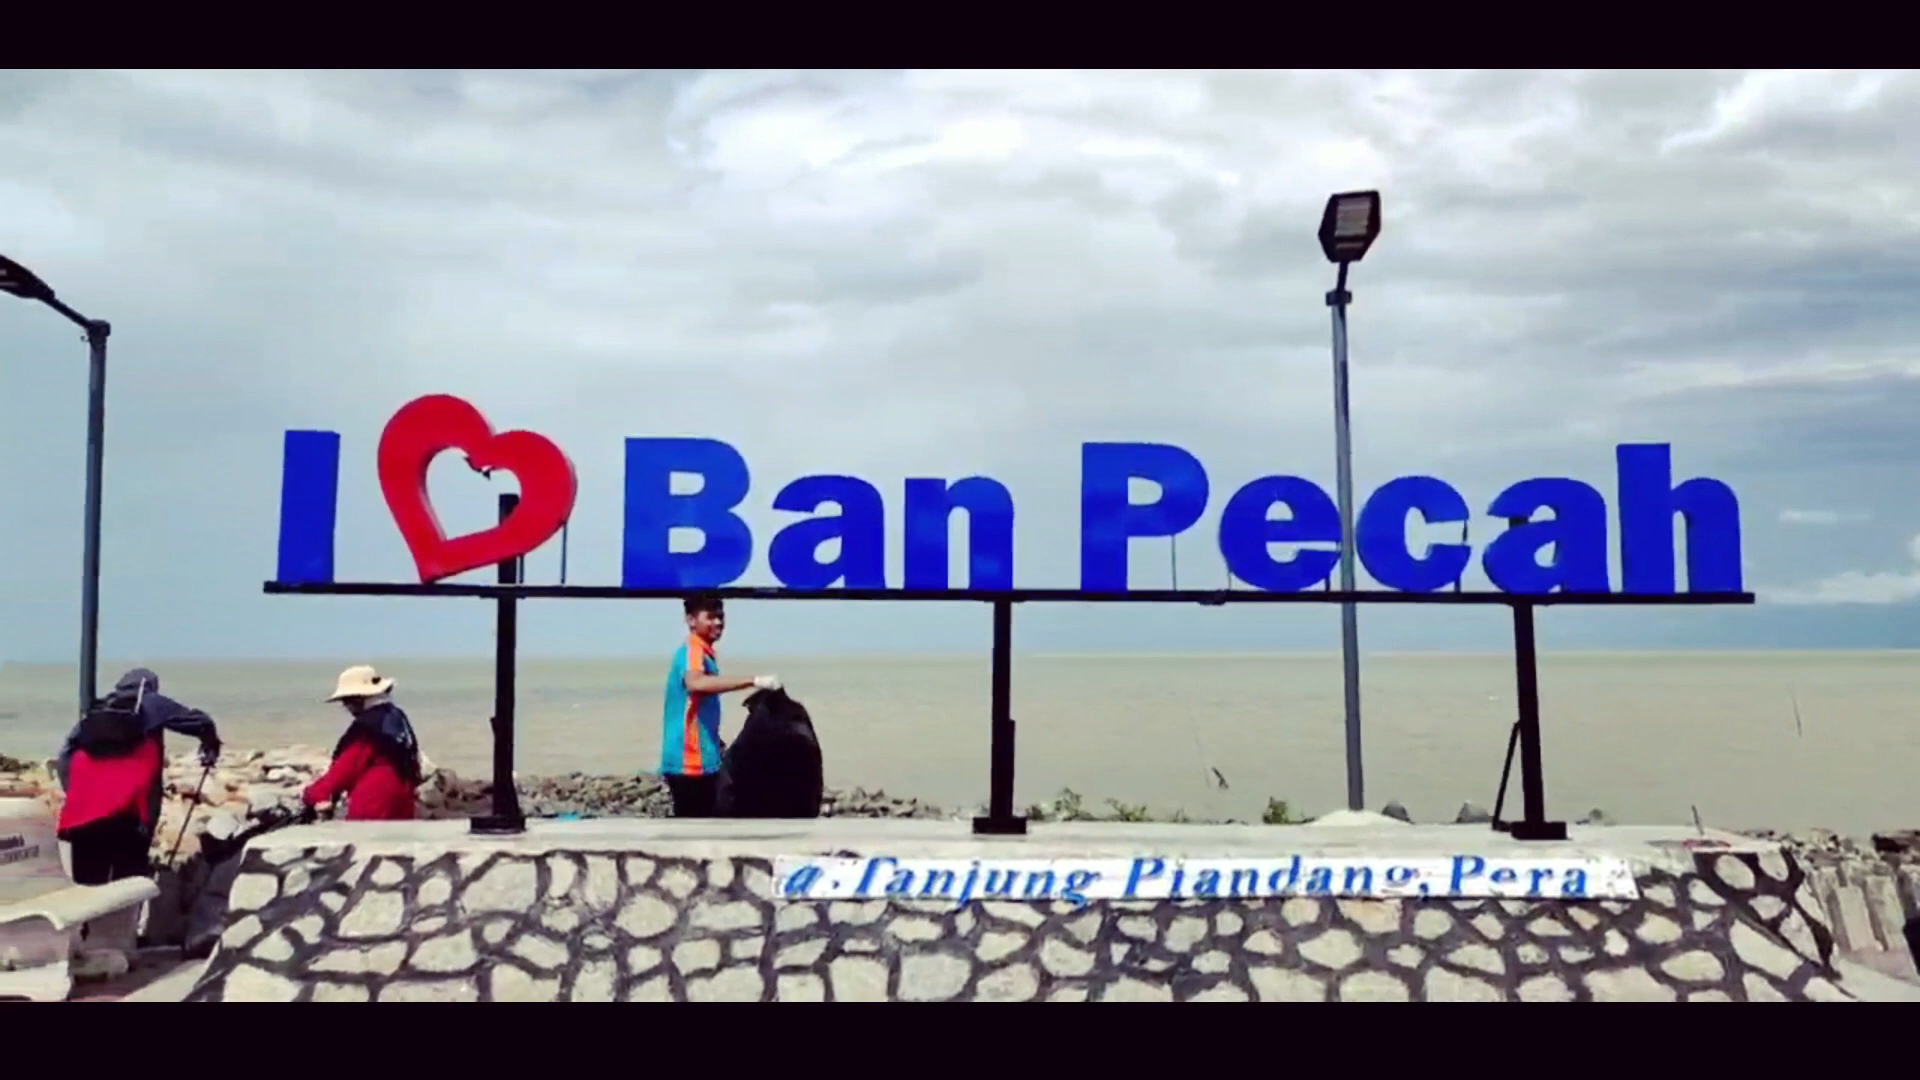 I ❤ Ban Pecah
@ Tanjung Piandang, Pera